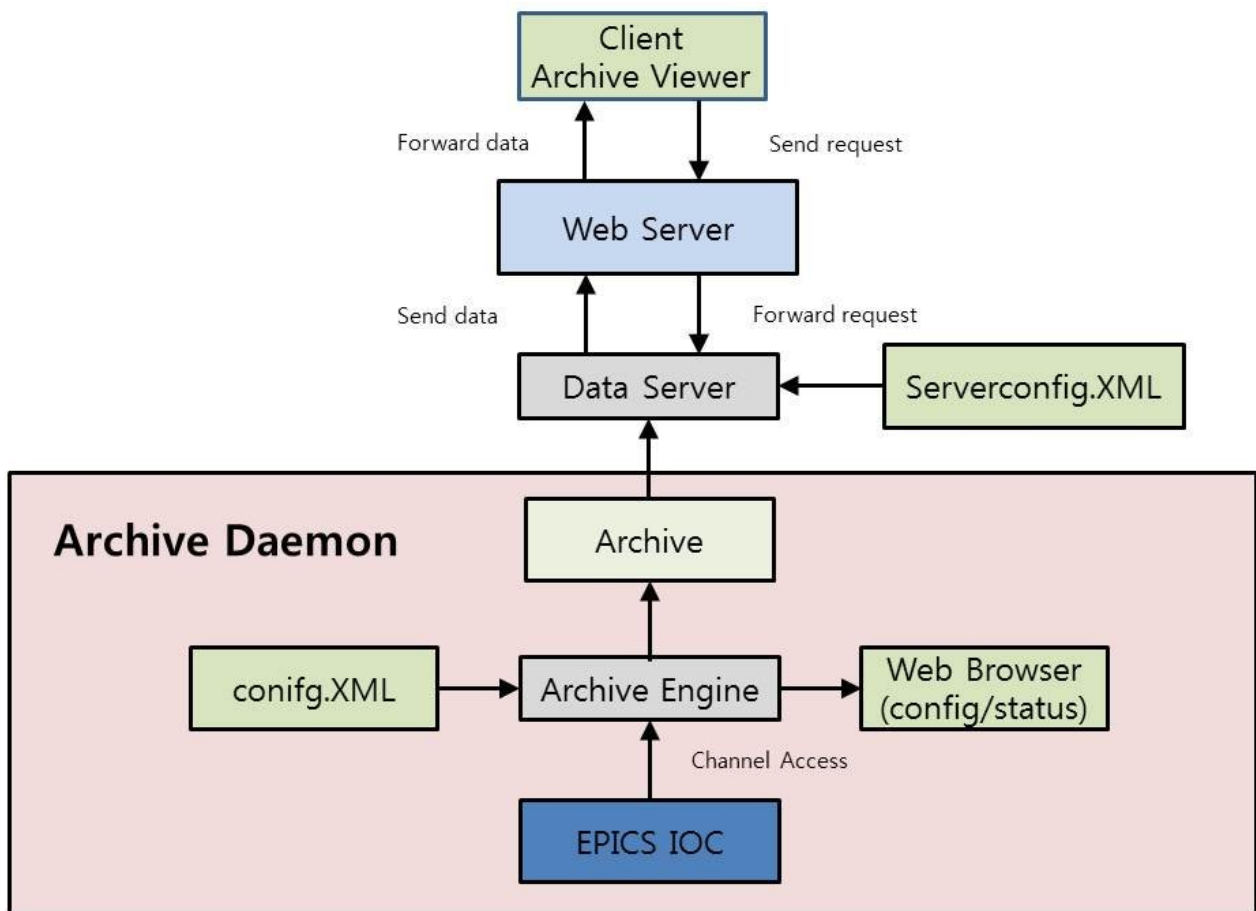 Client
Archive Viewer
Forward data
Send request
Web Server
Send data
Forward request
Data Server
Serverconfig.XML
Archive Daemon
Archive
conifg.XML
Archive Engine
Web Browser
(config/status)
Channel Access
EPICS IOC